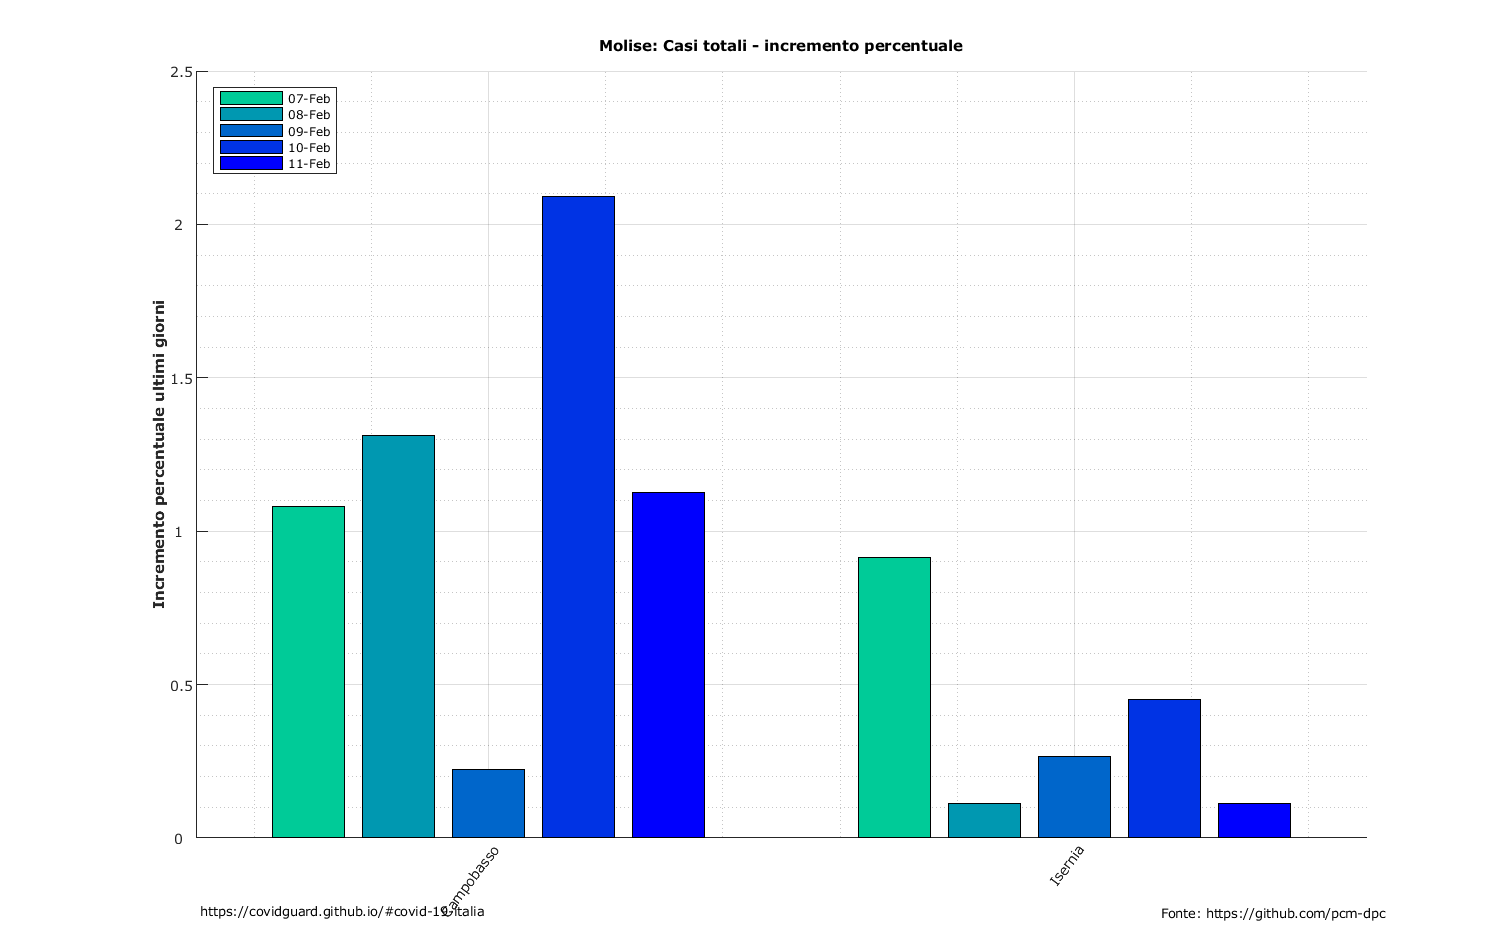 Molise: Casi totali - incremento percentuale
2.5
07-Feb
08-Feb
09-Feb
10-Feb
11-Feb
2
1.5
1
0.5
0
Incremento percentuale ultimi giorni
Campobasso
Isernia
https://covidguard.github.io/#covid-19-italia
Fonte: https://github.com/pcm-dpc